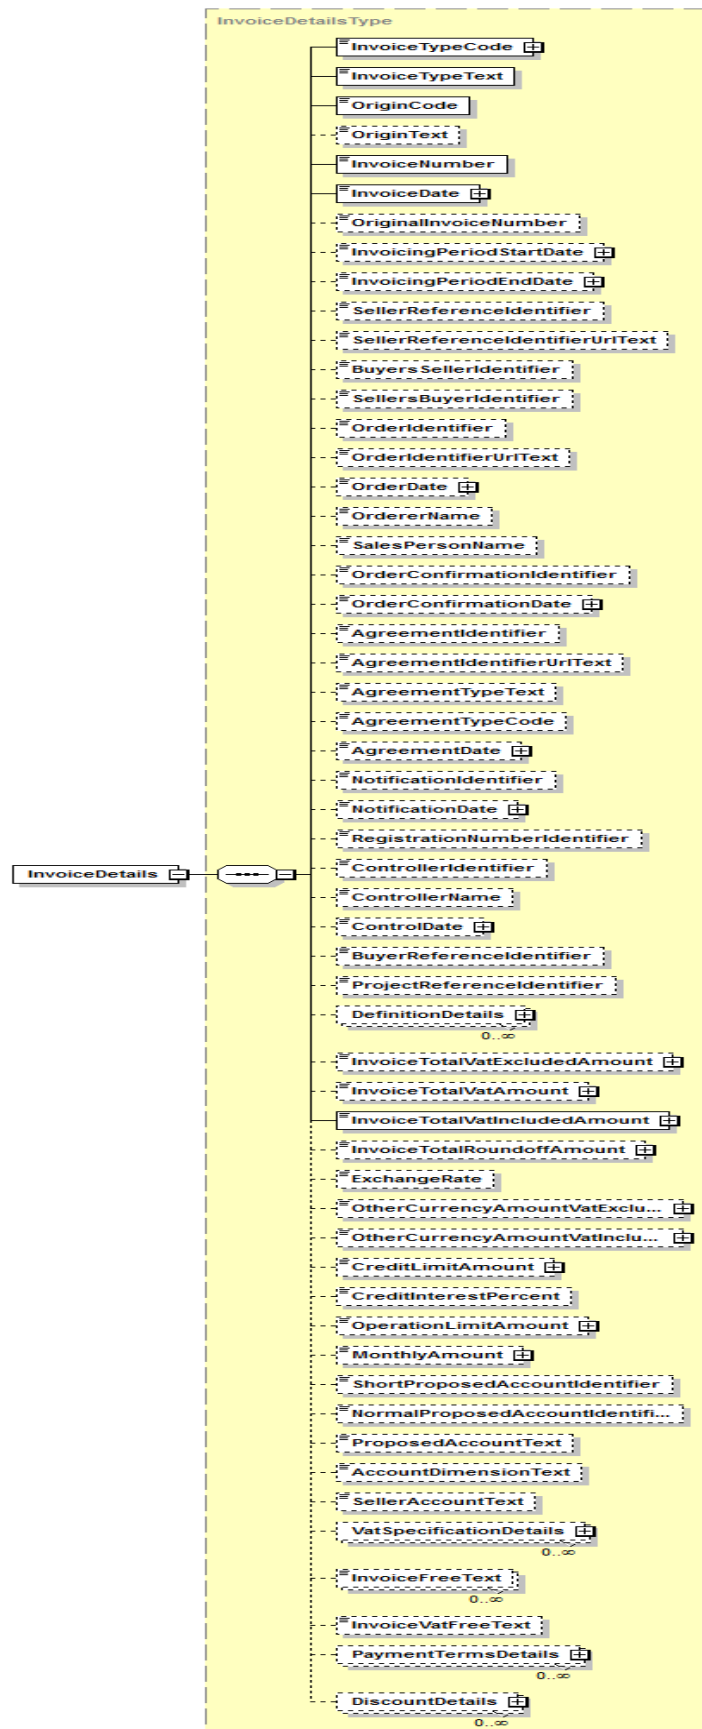 InvoiceDetailsType
InvoiceTypeCode
InvoiceTypeText
OriginCode
OriginText
InvoiceNumber
InvoiceDate
OriginalInvoiceNumber
InvoicingPeriodStartDate
InvoicingPeriodEndDate
SellerReferenceIdentifier
SellerReferenceIdentifierUrlText
BuyersSellerIdentifier
SellersBuyerIdentifier
OrderIdentifier
OrderIdentifierUrlText
OrderDate
OrdererName
SalesPersonName
OrderConfirmationIdentifier
OrderConfirmationDate
AgreementIdentifier
AgreementIdentifierUrlText
AgreementTypeText
AgreementTypeCode
AgreementDate
NotificationIdentifier
NotificationDate
RegistrationNumberIdentifier
InvoiceDetails
ControllerIdentifier
ControllerName
ControlDate
BuyerReferenceIdentifier
ProjectReferenceIdentifier
DefinitionDetails
0..∞
InvoiceTotalVatExcludedAmount
InvoiceTotalVatAmount
InvoiceTotalVatIncludedAmount
InvoiceTotalRoundoffAmount
ExchangeRate
OtherCurrencyAmountVatExclu...
OtherCurrencyAmountVatInclu...
CreditLimitAmount
CreditInterestPercent
OperationLimitAmount
MonthlyAmount
ShortProposedAccountIdentifier
NormalProposedAccountIdentifi...
ProposedAccountText
AccountDimensionText
SellerAccountText
VatSpecificationDetails
0..∞
InvoiceFreeText
0..∞
InvoiceVatFreeText
PaymentTermsDetails
0..∞
DiscountDetails
0..∞